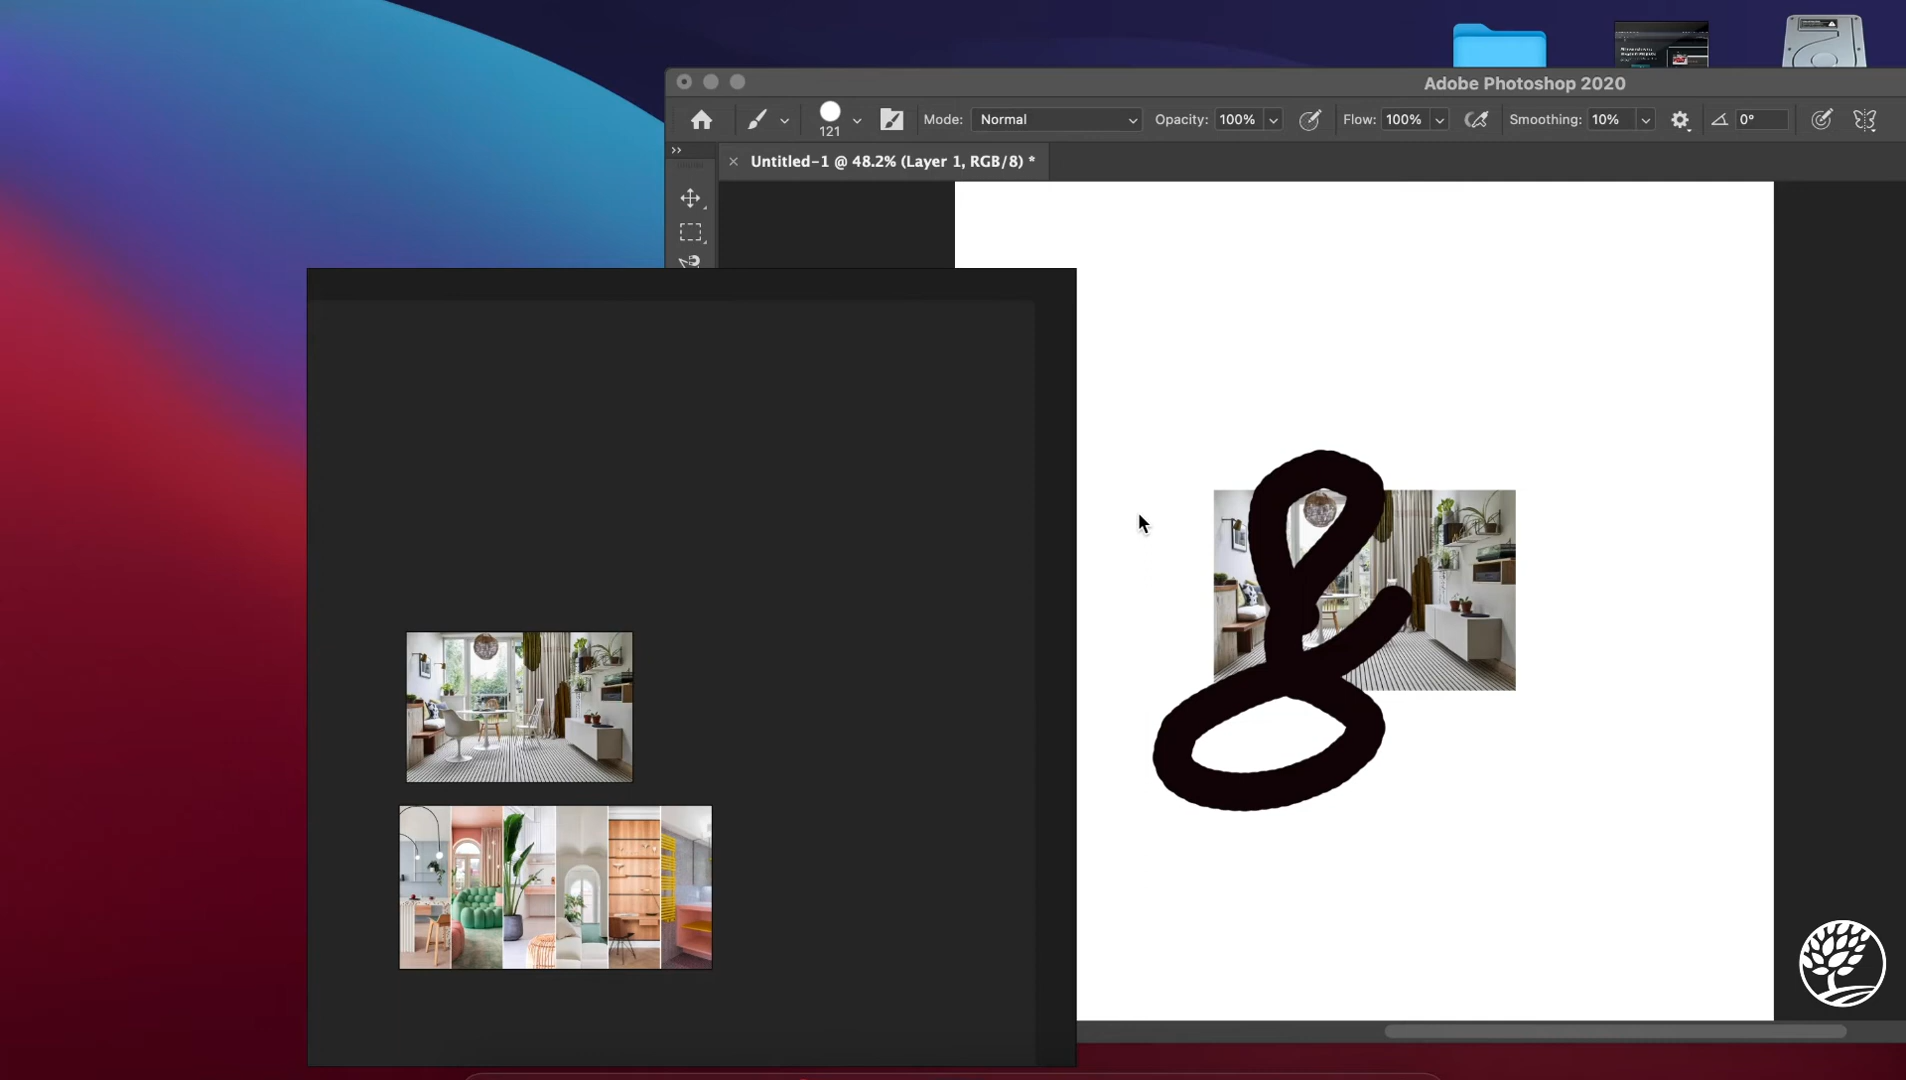 Adobe Photoshop 2020
121
Mode: Normal Opacity: 100% Flow: 100% Smoothing: 10% 0°
Untitled-1 @ 48.2% (Layer 1, RGB/8) *